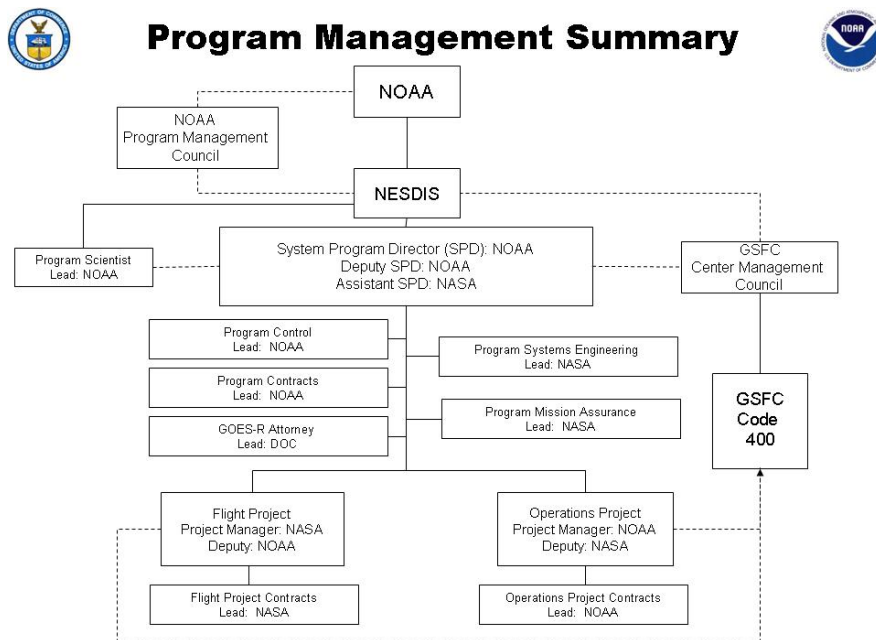 Program Management Summary
NOAA
NOAA
Program Management
Council
NESDIS
Program Scientist
Lead: NOAA
System Program Director (SPD): NOAA
Deputy SPD: NOAA
Assistant SPD: NASA
GSFC
Center Management
Council
Program Control
Lead: NOAA
Program Systems Engineering
Lead: NASA
Program Contracts
Lead: NOAA
GSFC
Code
400
Program Mission Assurance
Lead: NASA
GOES-R Attorney
Lead: DOC
Flight Project
Project Manager: NASA
Deputy: NOAA
Operations Project
Project Manager: NOAA
Deputy: NASA
Flight Project Contracts
Lead: NASA
Operations Project Contracts
Lead: NOAA